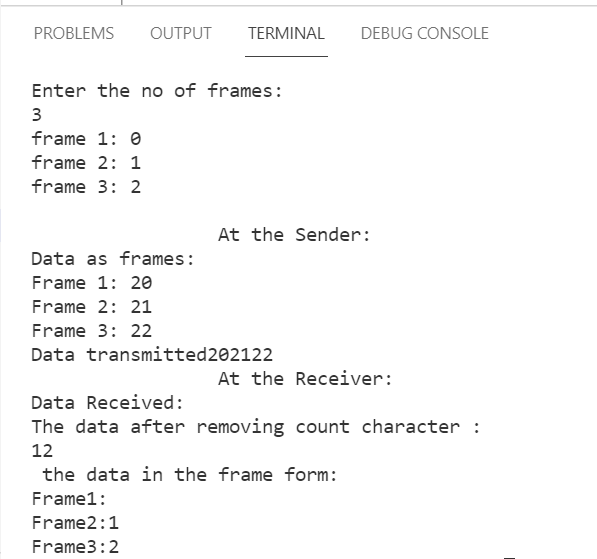 PROBLEMS OUTPUT TERMINAL DEBUG CONSOLE
Enter the no of frames:
3
frame 1: 0
frame 2: 1
frame 3: 2
At the Sender:
Data as frames:
Frame 1: 20
Frame 2: 21
Frame 3: 22
Data transmitted202122
At the Receiver:
Data Received:
The data after removing count character :
12
the data in the frame form:
Frame1:
Frame2:1
Frame3:2